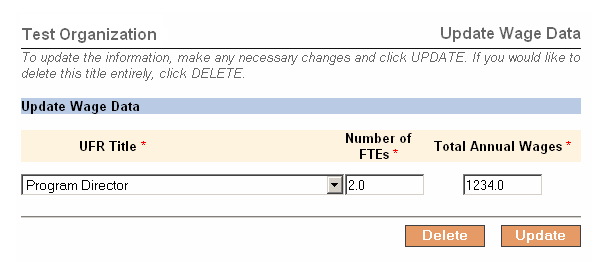 Test Organization Update Wage Data
To update the information, make any necessary changes and click UPDATE. If you would like to
delete this title entirely, click DELETE.
Update Wage Data
UFR Title * Number of FTEs * Total Annual Wages *
Program Director 2.0 1234.0
Delete Update